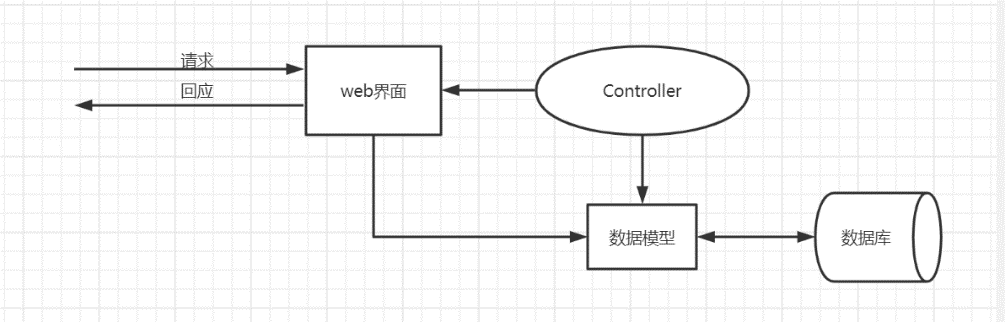 请求
回应
web界面
Controller
数据模型
数据库